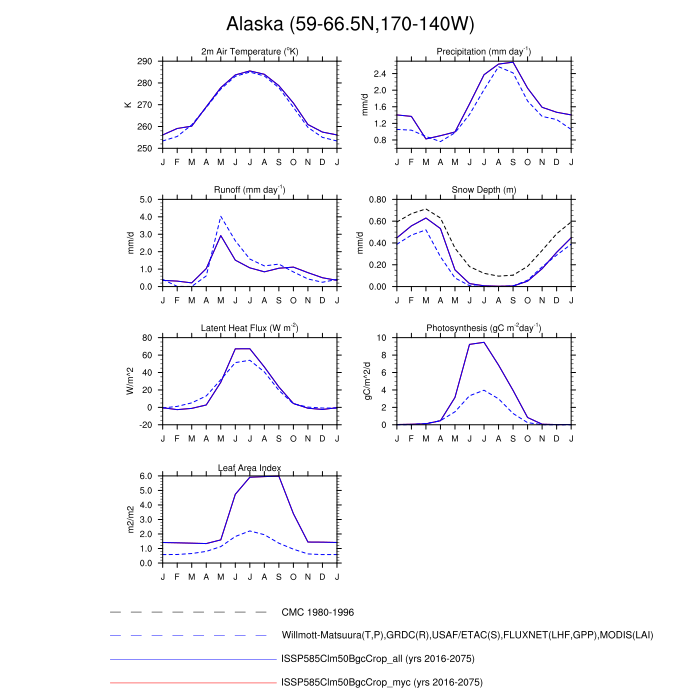 Alaska (59-66.5N,170-140W)
2m Air Temperature (°K)
290
280
270
260
250
K
J F M A M J J A S O N D J
Precipitation (mm day-1)
2.4
2.0
1.6
1.2
0.8
mm/d
J F M A M J J A S O N D J
Runoff (mm day-1)
5.0
4.0
3.0
2.0
1.0
0.0
mm/d
J F M A M J J A S O N D J
Snow Depth (m)
0.80
0.60
0.40
0.20
0.00
mm/d
J F M A M J J A S O N D J
Latent Heat Flux (W m-2)
80
60
40
20
0
-20
W/m^2
J F M A M J J A S O N D J
Photosynthesis (gC m-2day-1)
10
8
6
4
2
0
gC/m^2/d
J F M A M J J A S O N D J
Leaf Area Index
6.0
5.0
4.0
3.0
2.0
1.0
0.0
m2/m2
J F M A M J J A S O N D J
CMC 1980-1996
Willmott-Matsuura(T,P),GRDC(R),USAF/ETAC(S),FLUXNET(LHF,GPP),MODIS(LAI)
ISSP585Clm50BgcCrop_all (yrs 2016-2075)
ISSP585Clm50BgcCrop_myc (yrs 2016-2075)